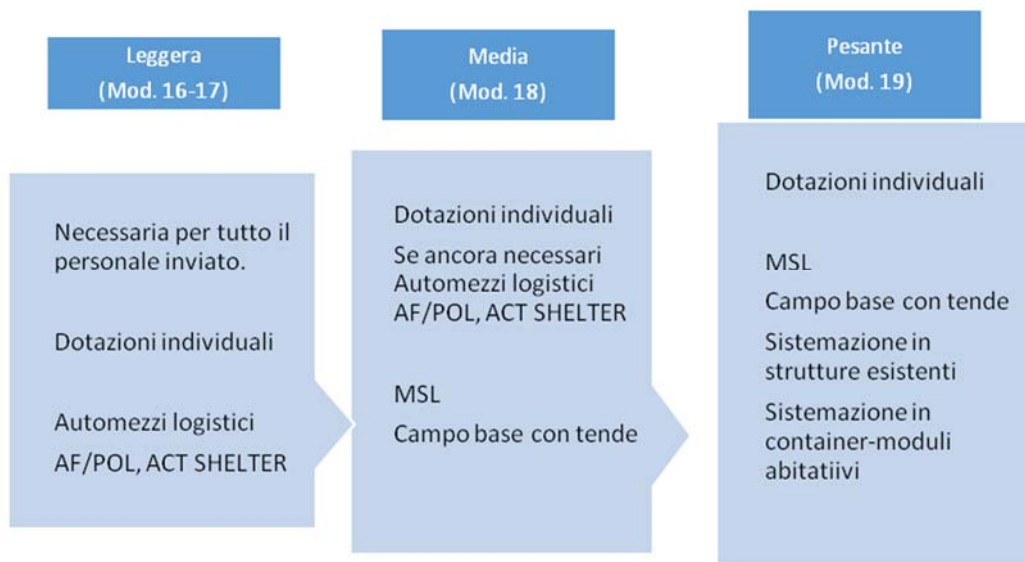 Leggera
(Mod. 16-17)
Necessaria per tutto il
personale inviato.
Dotazioni individuali
Automezzi logistici
AF/POL, ACT SHELTER
Media
(Mod. 18)
Dotazioni individuali
Se ancora necessari
Automezzi logistici
AF/POL, ACT SHELTER
MSL
Campo base con tende
Pesante
(Mod. 19)
Dotazioni individuali
MSL
Campo base con tende
Sistemazione in
strutture esistenti
Sistemazione in
container-moduli
abitatiivi